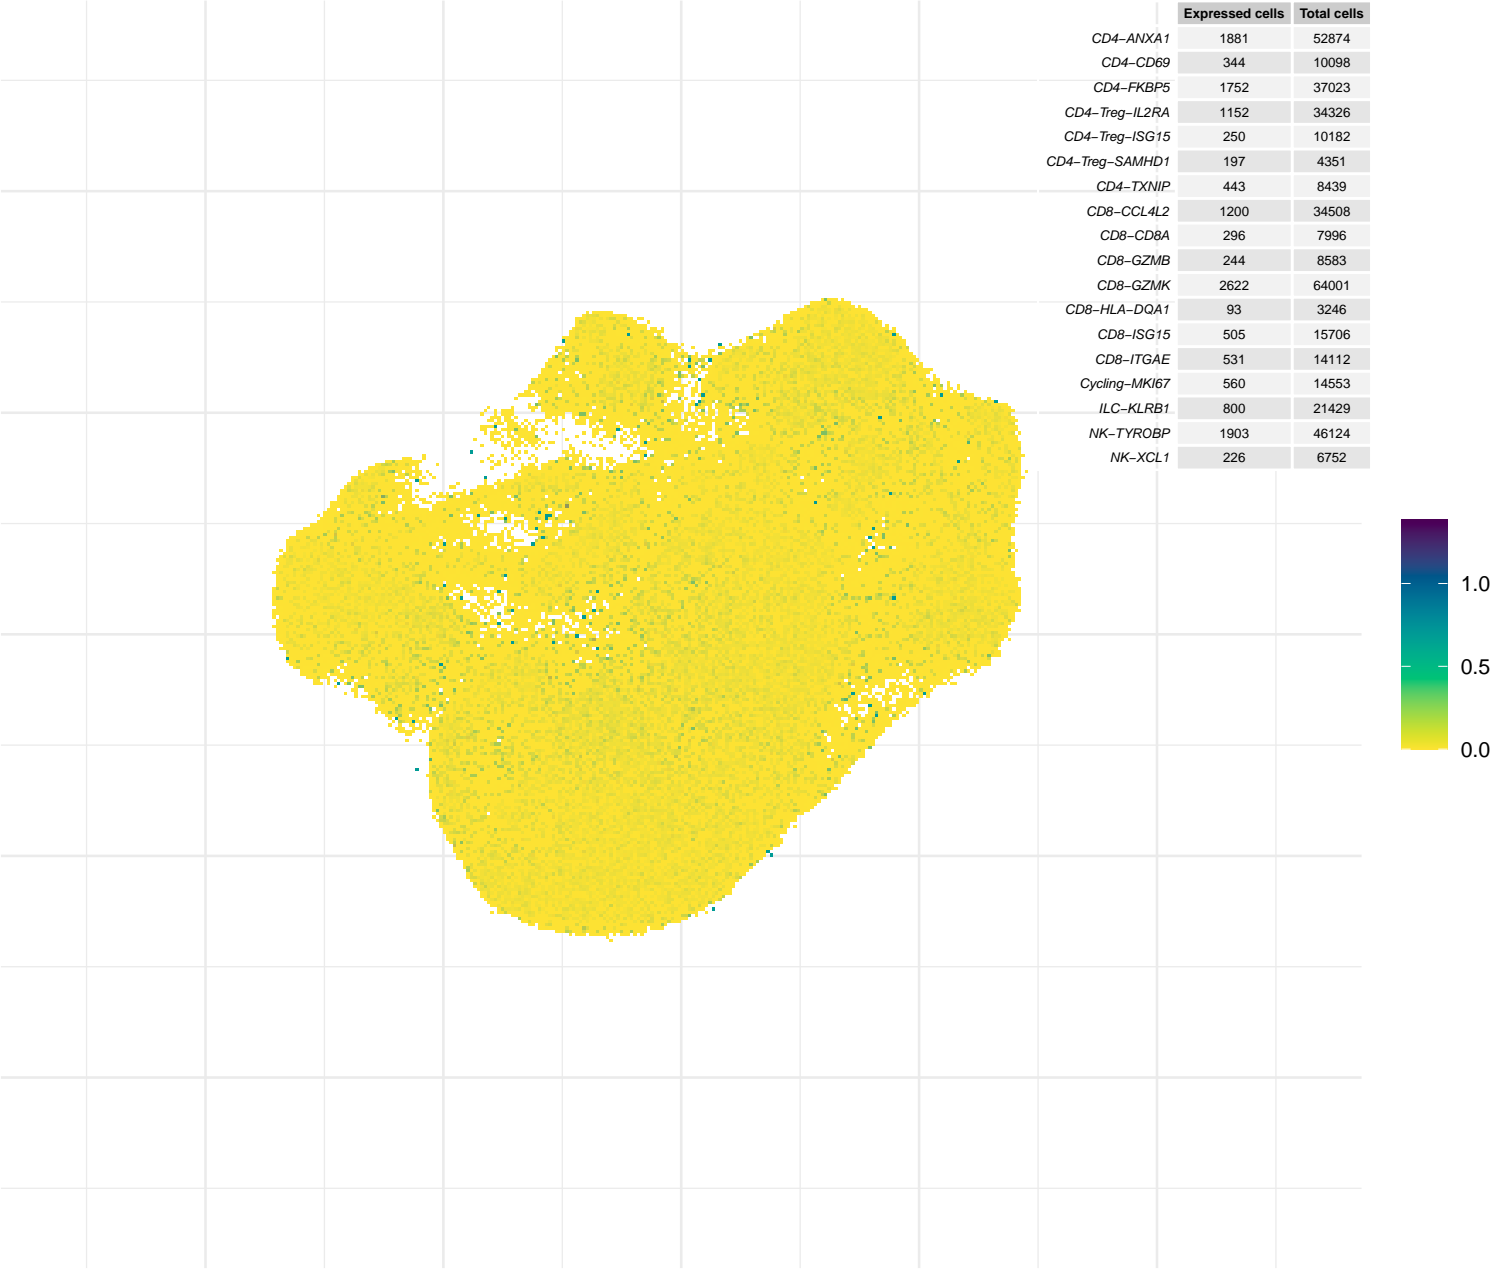 Expressed cells Total cells
CD4−ANXA1 1881 52874
CD4−CD69 344 10098
CD4−FKBP5 1752 37023
CD4−Treg−IL2RA 1152 34326
CD4−Treg−ISG15 250 10182
CD4−Treg−SAMHD1 197 4351
CD4−TXNIP 443 8439
CD8−CCL4L2 1200 34508
CD8−CD8A 296 7996
CD8−GZMB 244 8583
CD8−GZMK 2622 64001
CD8−HLA−DQA1 93 3246
CD8−ISG15 505 15706
CD8−ITGAE 531 14112
Cycling−MKI67 560 14553
ILC−KLRB1 800 21429
NK−TYROBP 1903 46124
NK−XCL1 226 6752
1.0
0.5
0.0